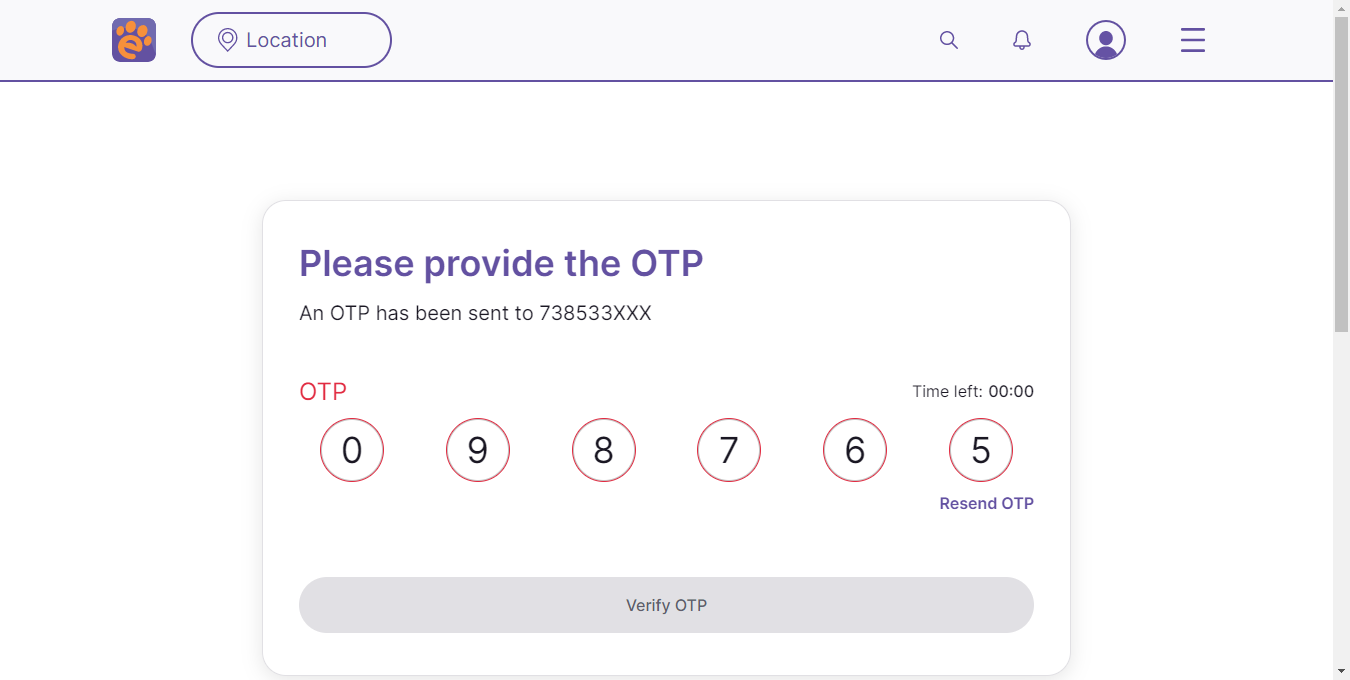 Location
Please provide the OTP
An OTP has been sent to 738533XXX
OTP
Time left: 00:00
0 9 8 7 6 5
Resend OTP
Verify OTP